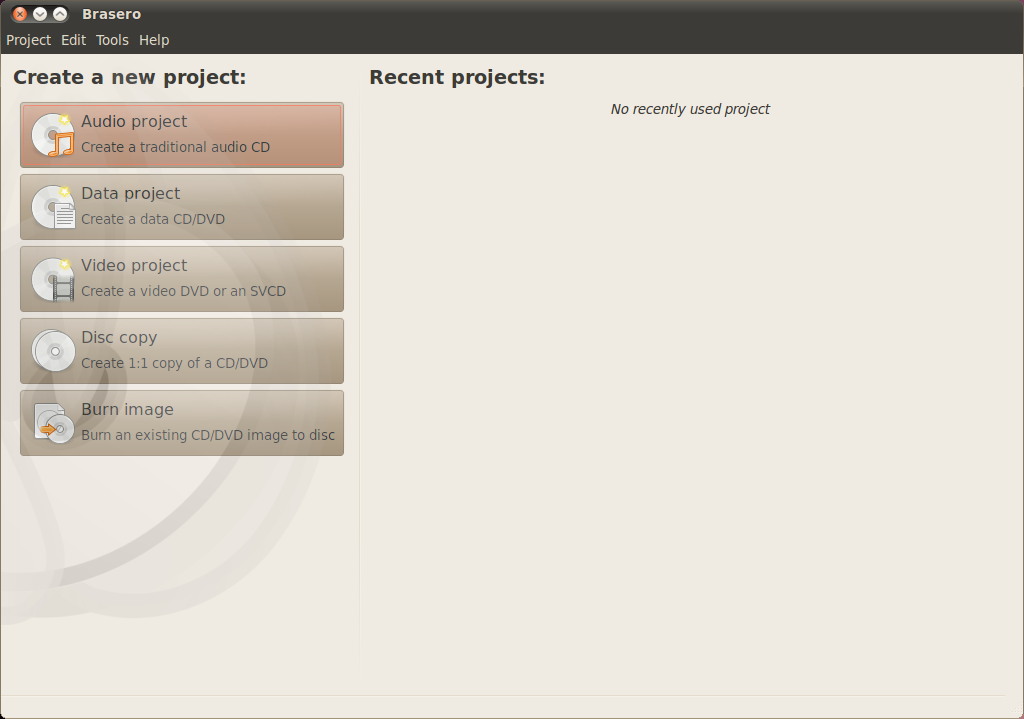 Brasero
Project Edit Tools Help
Create a new project:
Audio project
Create a traditional audio CD
Data project
Create a data CD/DVD
Video project
Create a video DVD or an SVCD
Disc copy
Create 1:1 copy of a CD/DVD
Burn image
Burn an existing CD/DVD image to disc
Recent projects:
No recently used project